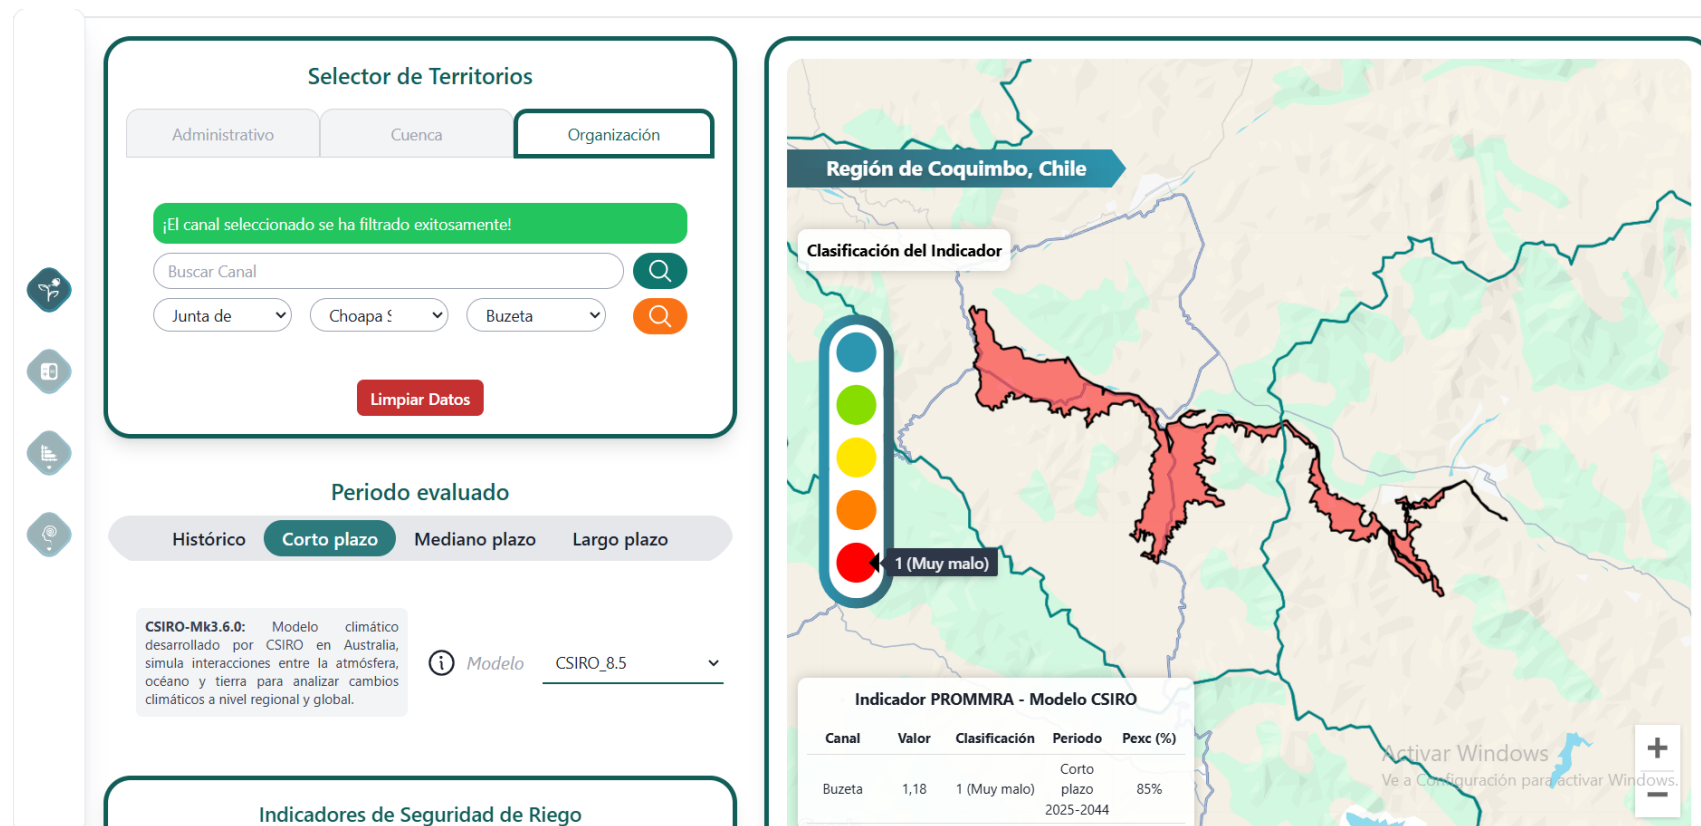 Selector de Territorios
Administrativo
Cuenca
Organización
¡El canal seleccionado se ha filtrado exitosamente!
Buscar Canal
Junta de
Choapa S
Buzeta
Limpiar Datos
Periodo evaluado
Histórico
Corto plazo
Mediano plazo
Largo plazo
CSIRO-Mk3.6.0: Modelo climático
desarrollado por CSIRO en Australia,
simula interacciones entre la atmósfera,
océano y tierra para analizar cambios
climáticos a nivel regional y global.
Modelo
CSIRO_8.5
Indicadores de Seguridad de Riego
Región de Coquimbo, Chile
Clasificación del Indicador
1 (Muy malo)
Indicador PROMMRA - Modelo CSIRO
Canal Valor Clasificación Periodo Pexc (%)
Buzeta 1,18 1 (Muy malo) Corto plazo 2025-2044 85%
Activar Windows
Ve a Configuración para activar Windows.